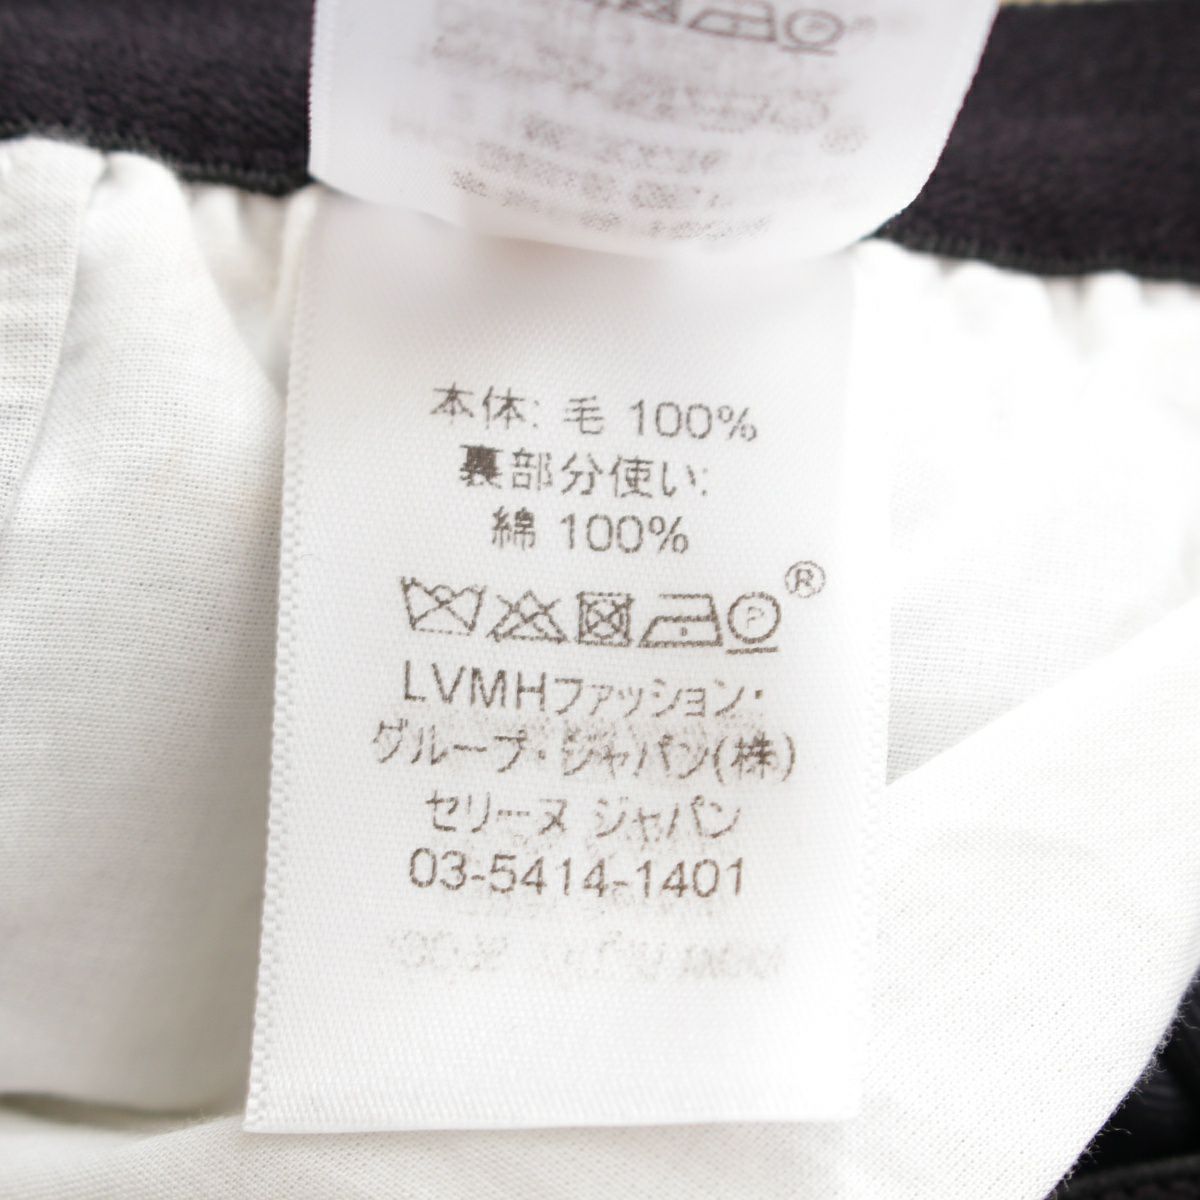 本体: 毛 100%
裏部分使い:
綿 100%
P ®
LVMHファッション・
グループ・ジャパン(株)
セリーヌ ジャパン
03-5414-1401